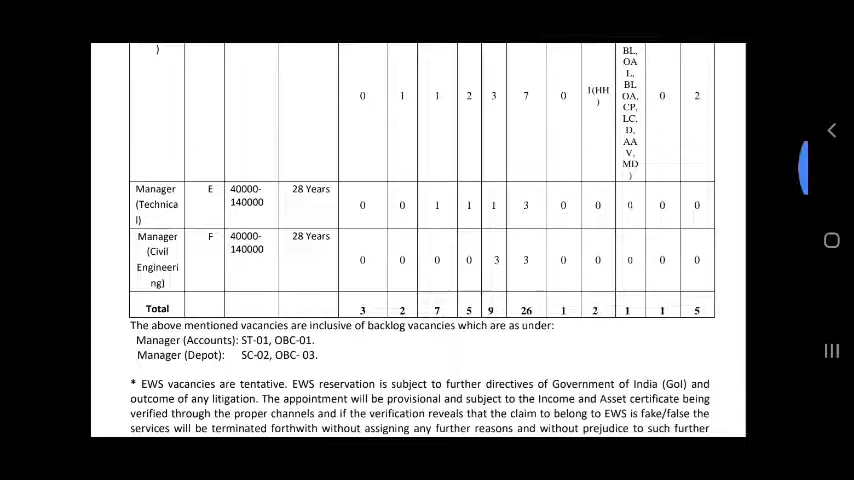 )
0 1 1 2 3 7 0 1(HH ) BL, OA L, BL OA, CP, LC, D, AA V, MD ) 0 2
Manager (Technica l) E 40000-140000 28 Years 0 0 1 1 1 3 0 0 0 0 0
Manager (Civil Engineeri ng) F 40000-140000 28 Years 0 0 0 0 3 3 0 0 0 0 0
Total 3 2 7 5 9 26 1 2 1 1 5
The above mentioned vacancies are inclusive of backlog vacancies which are as under:
Manager (Accounts): ST-01, OBC-01.
Manager (Depot): SC-02, OBC- 03.
* EWS vacancies are tentative. EWS reservation is subject to further directives of Government of India (GoI) and
outcome of any litigation. The appointment will be provisional and subject to the Income and Asset certificate being
verified through the proper channels and if the verification reveals that the claim to belong to EWS is fake/false the
services will be terminated forthwith without assigning any further reasons and without prejudice to such further